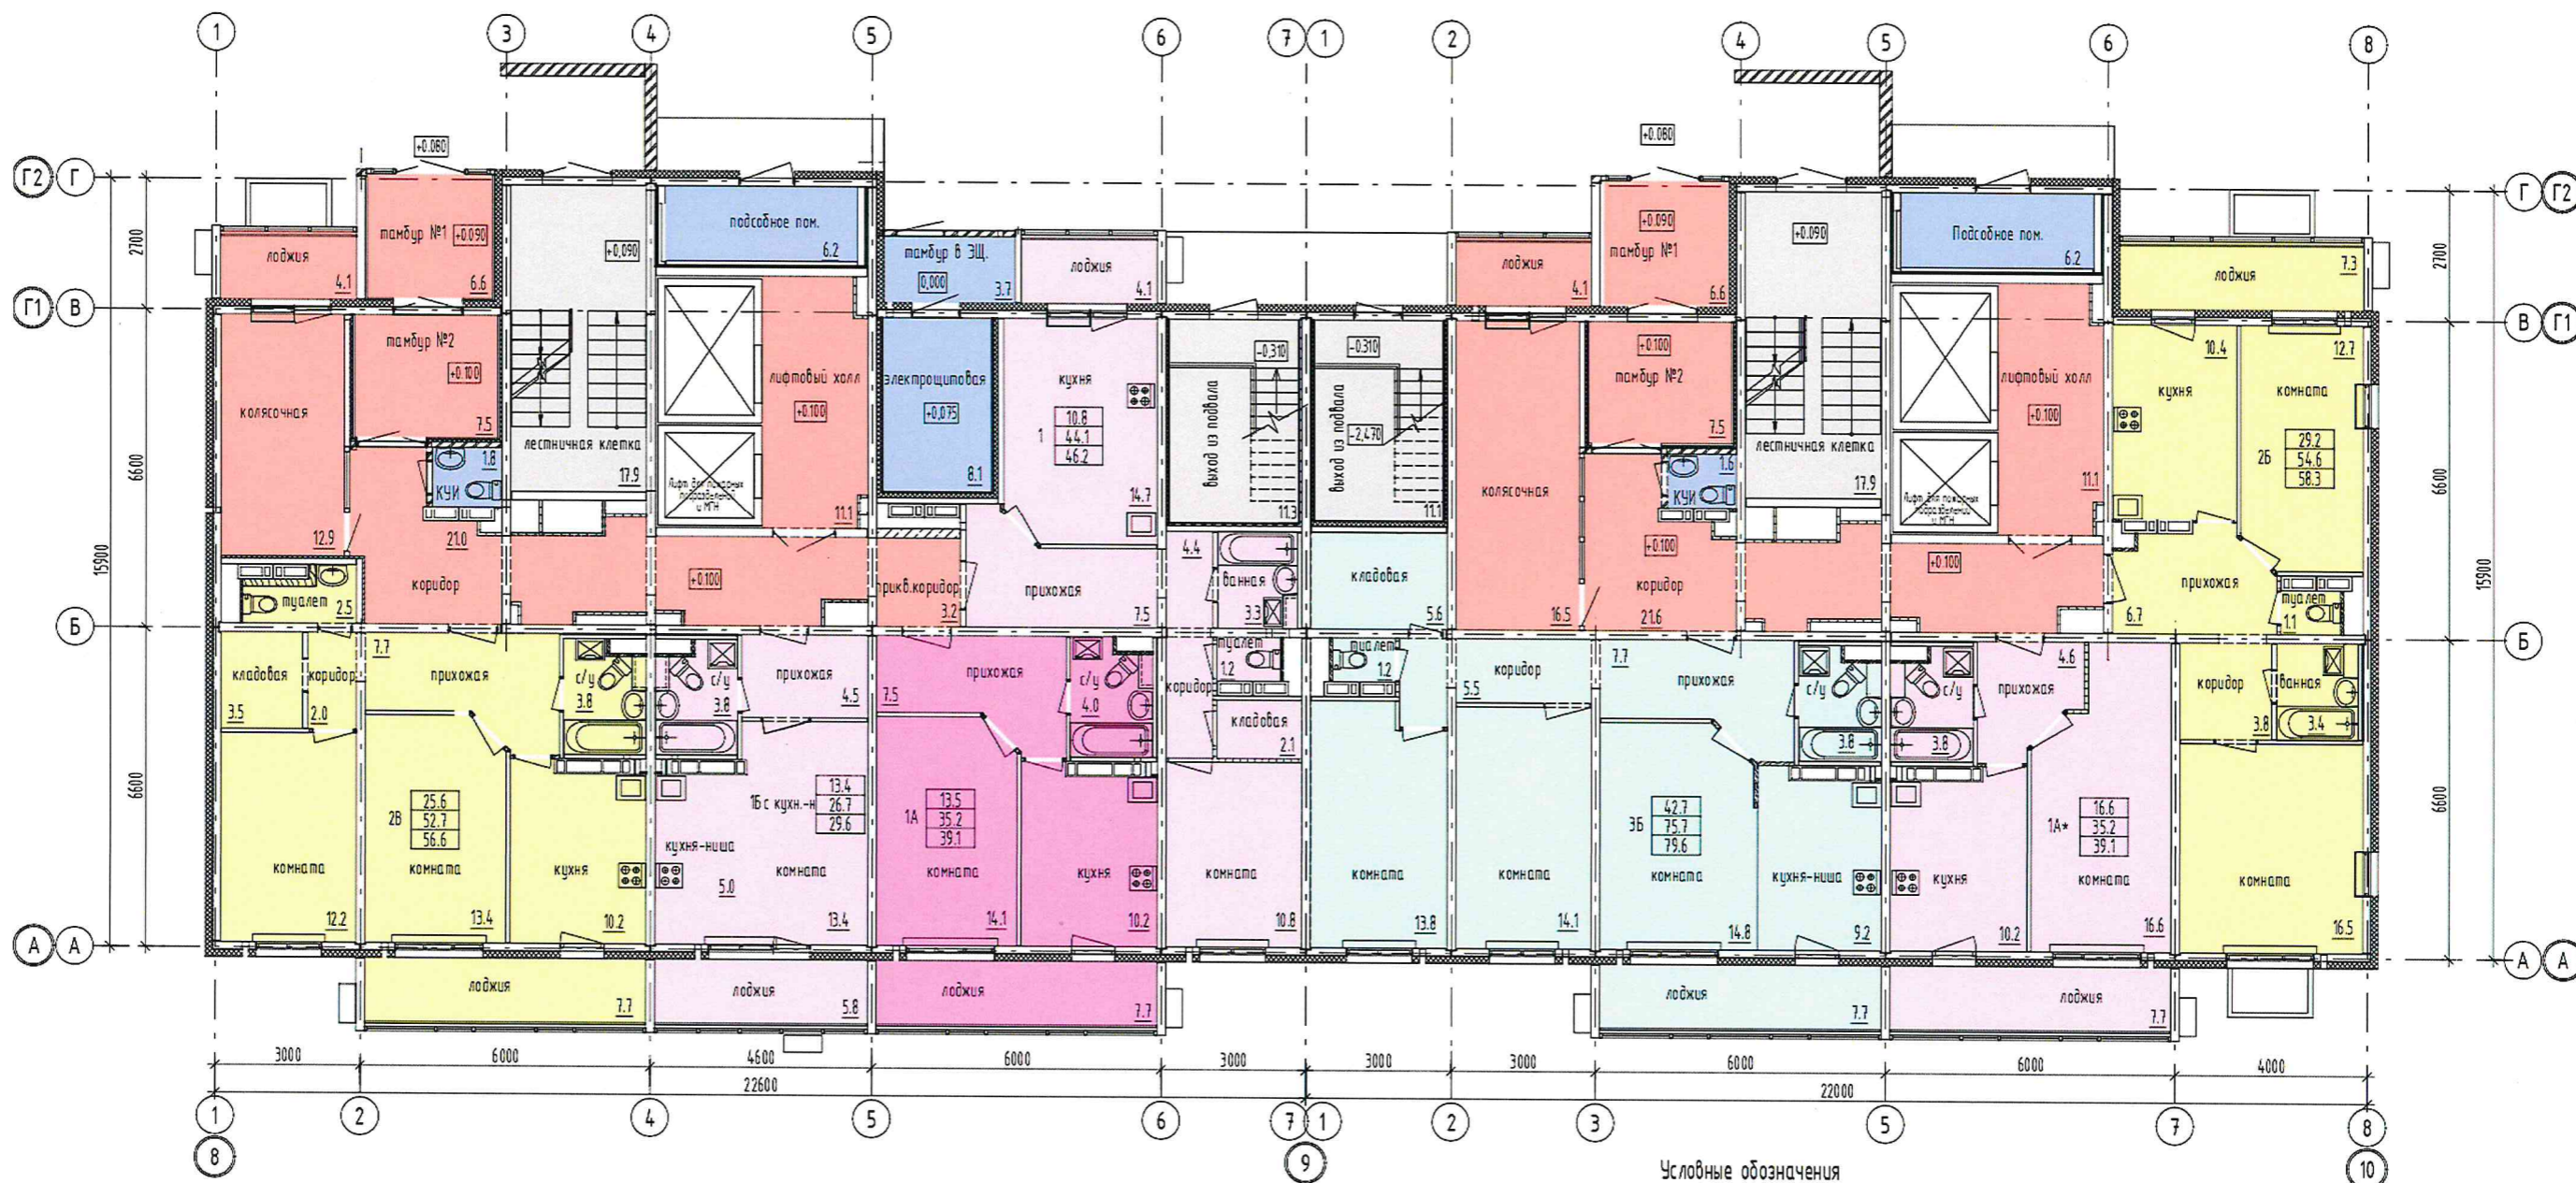 1
3
4
5
6
7
1
2
4
5
6
8
+0.080
+0.080
Г2
Г
Г
Г2
тамбур №1
+0.090
6.6
+0,090
подсобное пом.
6.2
тамбур в ЭЩ.
0,000
3.7
лоджия
4.1
лоджия
4.1
лоджия
4.1
+0.090
тамбур №1
6.6
+0.090
Подсобное пом.
6.2
лоджия
7.3
2700
2700
Г1
В
В
Г1
колясочная
12.9
тамбур №2
+0.100
7.5
КУИ
1.8
лестничная клетка
17.9
лифтовый холл
+0.100
11.1
Лифт для пожарных
подразделений
и МГН
электрощитовая
+0,075
8.1
кухня
1
10.8
44.1
46.2
14.7
-0.310
выход из подвала
11.3
-0.310
выход из подвала
-2,470
11.1
колясочная
16.5
+0.100
тамбур №2
7.5
КУИ
1.6
лестничная клетка
17.9
лифтовый холл
+0.100
11.1
Лифт для пожарных
подразделений
и МГН
10.4
кухня
12.7
комната
2Б
29.2
54.6
58.3
6600
6600
15900
15900
21.0
коридор
+0.100
прикв.коридор
3.2
прихожая
7.5
4.4
ванная
3.3
кладовая
5.6
+0.100
коридор
21.6
+0.100
прихожая
6.7
туалет
1.1
туалет
2.5
Б
Б
кладовая
3.5
коридор
2.0
7.7
прихожая
с/у
3.8
с/у
3.8
прихожая
4.5
7.5
прихожая
с/у
4.0
коридор
туалет
1.2
кладовая
2.1
туалет
1.2
коридор
5.5
7.7
прихожая
с/у
3.8
с/у
3.8
4.6
прихожая
коридор
3.8
ванная
3.4
6600
6600
комната
12.2
2В
25.6
52.7
56.6
комната
13.4
кухня
10.2
1Б с кухн.-н
13.4
26.7
29.6
кухня-ниша
5.0
комната
13.4
1А
13.5
35.2
39.1
комната
14.1
кухня
10.2
комната
10.8
комната
13.8
комната
14.1
3Б
42.7
75.7
79.6
комната
14.8
кухня-ниша
9.2
кухня
10.2
1А*
16.6
35.2
39.1
комната
16.6
комната
16.5
А
А
А
А
лоджия
7.7
лоджия
5.8
лоджия
7.7
лоджия
7.7
лоджия
7.7
3000
6000
4600
6000
3000
3000
3000
6000
6000
4000
22600
22000
1
2
4
5
6
7
1
2
3
5
7
8
8
9
10
Условные обозначения